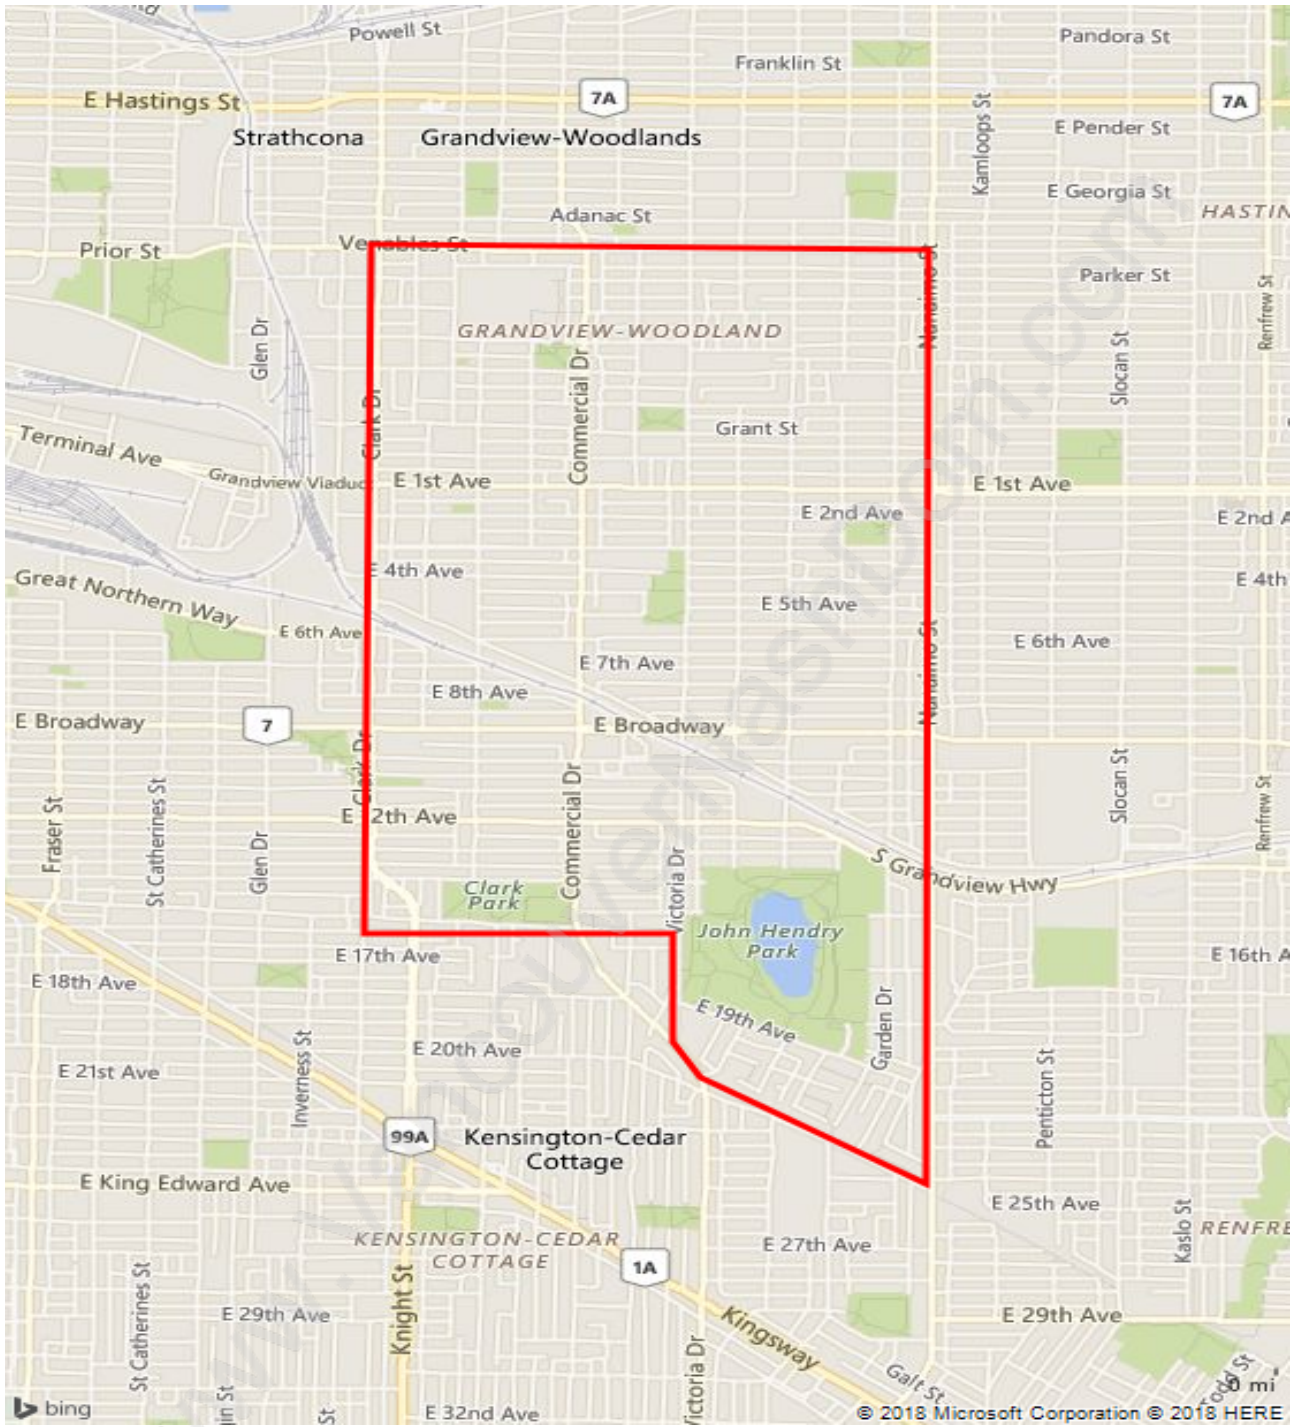 Powell St
Pandora St
Franklin St
E Hastings St
7A
7A
Kamloops St
E Pender St
Strathcona
Grandview-Woodlands
E Georgia St
HASTIN
Adanac St
Prior St
Venables St
Nanaimo St
Parker St
Glen Dr
GRANDVIEW-WOODLAND
Renfrew St
Slocan St
Commercial Dr
Clark Dr
Grant St
Terminal Ave
Grandview Viaduc
E 1st Ave
E 1st Ave
E 2nd Ave
E 2nd A
E 4th Ave
E 4th
Great Northern Way
E 5th Ave
E 6th Ave
E 6th Ave
Nanaimo St
E 7th Ave
E 8th Ave
E Broadway
7
E Broadway
Clark Dr
Slocan St
Fraser St
St Catherines St
Glen Dr
E 12th Ave
Commercial Dr
Renfrew St
Victoria Dr
S Grandview Hwy
Clark
Park
John Hendry
Park
E 17th Ave
E 16th A
E 18th Ave
E 19th Ave
Garden Dr
E 20th Ave
Inverness St
E 21st Ave
Penticton St
99A
Kensington-Cedar
Cottage
E King Edward Ave
E 25th Ave
Kaslo St
RENFRE
KENSINGTON-CEDAR
COTTAGE
E 27th Ave
1A
St Catherines St
Knight St
E 29th Ave
E 29th Ave
Kingsway
Victoria Dr
Galt St
0 mi
bing
St
E 32nd Ave
© 2018 Microsoft Corporation © 2018 HERE